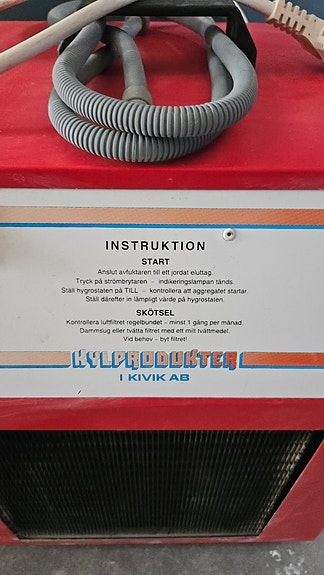 INSTRUKTION
START
Anslut avfuktaren till ett jordat eluttag.
Tryck på strömbrytaren – indikeringslampan tänds.
Ställ hygrostaten på TILL – kontrollera att aggregatet startar.
Ställ därefter in lämpligt värde på hygrostaten.
SKÖTSEL
Kontrollera luftfiltret regelbundet – minst 1 gång per månad.
Dammsug eller tvätta filtret med ett milt tvättmedel.
Vid behov – byt filtret!
KYLPRODUKTER
I KIVIK AB